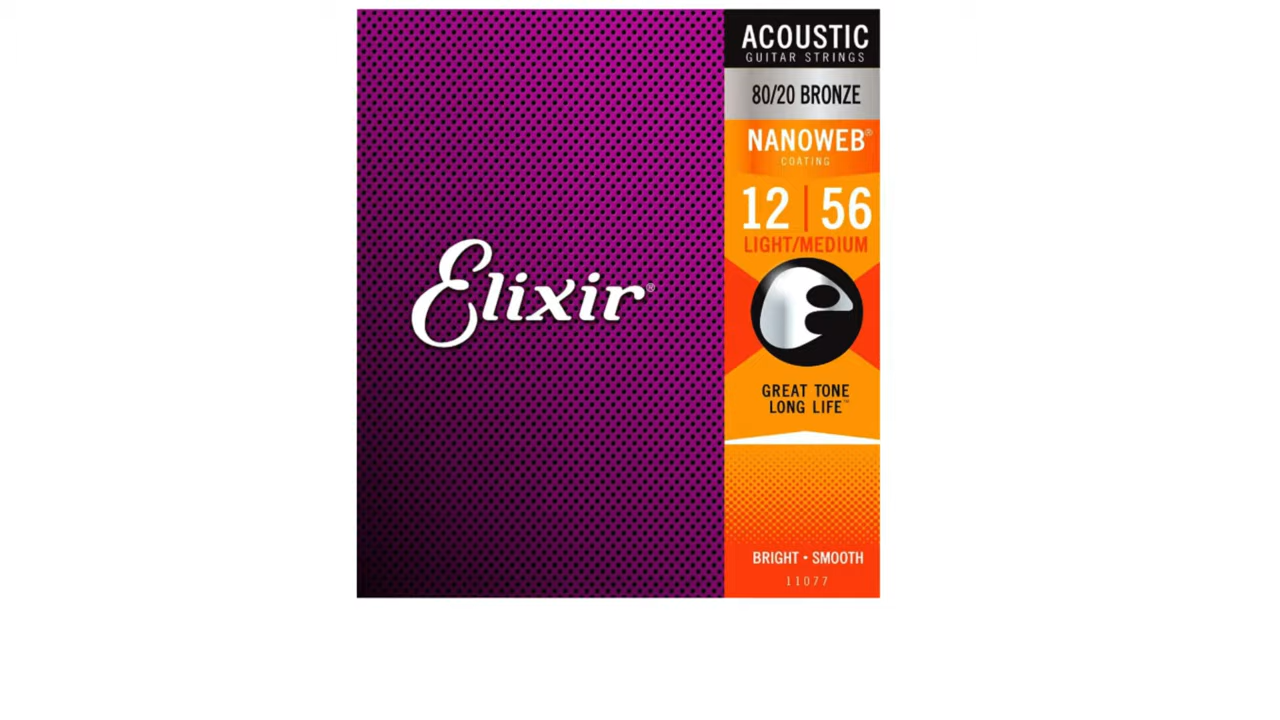 ACOUSTIC
GUITAR STRINGS
80/20 BRONZE
NANOWEB®
COATING
12 | 56
LIGHT/MEDIUM
Elixir®
GREAT TONE
LONG LIFE™
BRIGHT • SMOOTH
11077